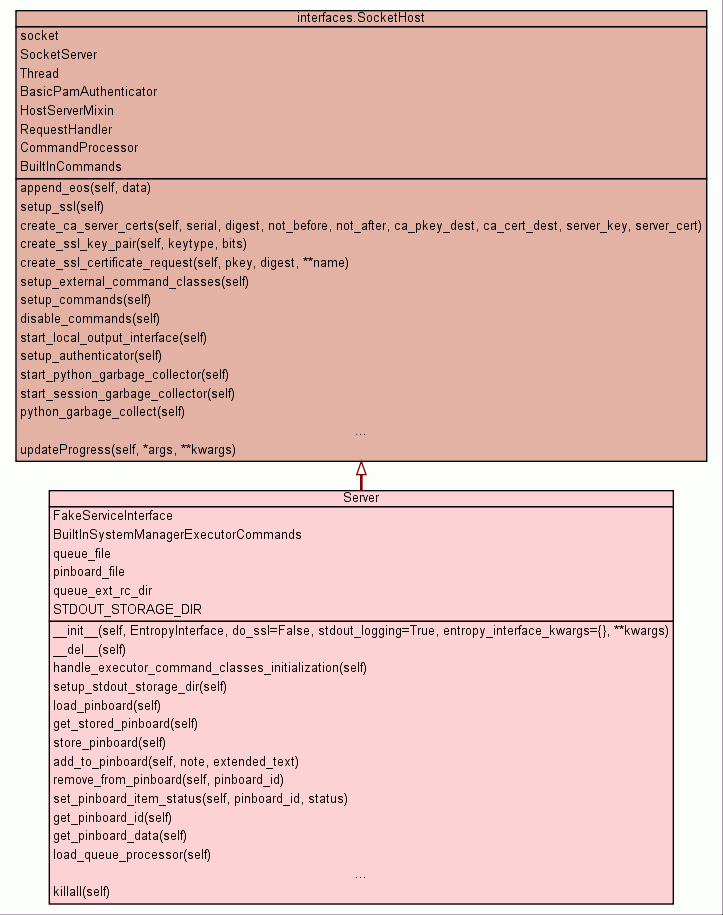 interfaces.SocketHost
socket
SocketServer
Thread
BasicPamAuthenticator
HostServerMixin
RequestHandler
CommandProcessor
BuiltInCommands
append_eos(self, data)
setup_ssl(self)
create_ca_server_certs(self, serial, digest, not_before, not_after, ca_pkey_dest, ca_cert_dest, server_key, server_cert)
create_ssl_key_pair(self, keytype, bits)
create_ssl_certificate_request(self, pkey, digest, **name)
setup_external_command_classes(self)
setup_commands(self)
disable_commands(self)
start_local_output_interface(self)
setup_authenticator(self)
start_python_garbage_collector(self)
start_session_garbage_collector(self)
python_garbage_collect(self)
...
updateProgress(self, *args, **kwargs)
Server
FakeServiceInterface
BuiltInSystemManagerExecutorCommands
queue_file
pinboard_file
queue_ext_rc_dir
STDOUT_STORAGE_DIR
__init__(self, EntropyInterface, do_ssl=False, stdout_logging=True, entropy_interface_kwargs={}, **kwargs)
__del__(self)
handle_executor_command_classes_initialization(self)
setup_stdout_storage_dir(self)
load_pinboard(self)
get_stored_pinboard(self)
store_pinboard(self)
add_to_pinboard(self, note, extended_text)
remove_from_pinboard(self, pinboard_id)
set_pinboard_item_status(self, pinboard_id, status)
get_pinboard_id(self)
get_pinboard_data(self)
load_queue_processor(self)
...
killall(self)